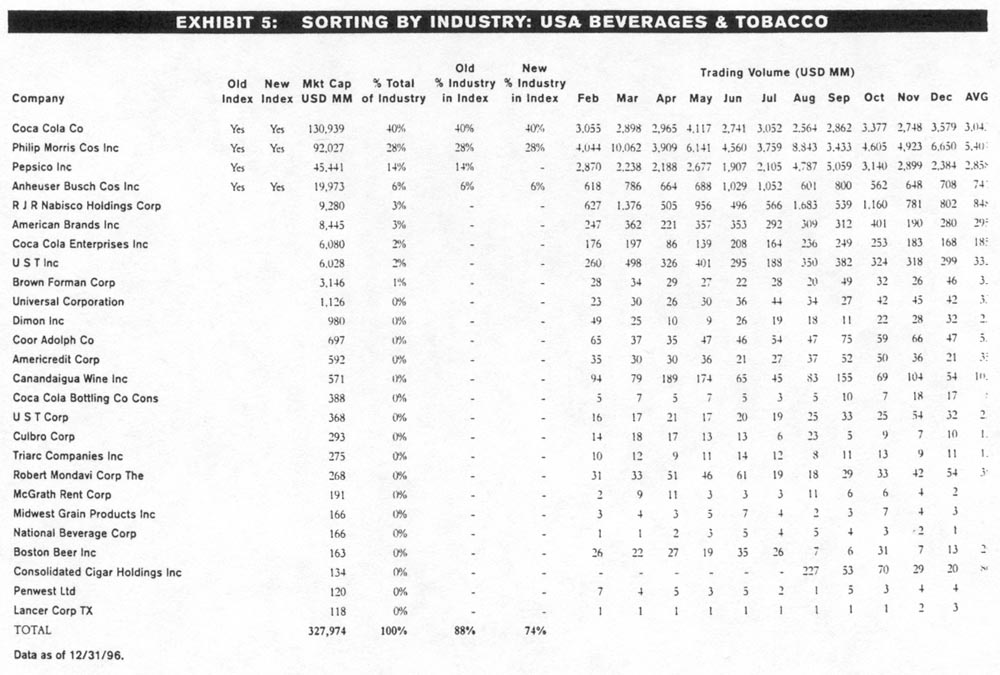 EXHIBIT 5: SORTING BY INDUSTRY: USA BEVERAGES & TOBACCO
Old New Trading Volume (USD MM)
Old New Mkt Cap % Total % Industry % Industry
Company Index Index USD MM of Industry in Index in Index Feb Mar Apr May Jun Jul Aug Sep Oct Nov Dec AVG
Coca Cola Co Yes Yes 130,939 40% 40% 40% 3,055 2,898 2,965 4,117 2,741 3,052 2,564 2,862 3,377 2,748 3,579
Philip Morris Cos Inc Yes Yes 92,027 28% 28% 28% 4,044 10,062 3,909 6,141 4,560 3,759 8,843 3,433 4,605 4,923 6,650
Pepsico Inc Yes 45,441 14% 14% - 2,870 2,238 2,188 2,677 1,907 2,105 4,787 5,059 3,140 2,899 2,384
Anheuser Busch Cos Inc Yes Yes 19,973 6% 6% 6% 618 786 664 688 1,029 1,052 601 800 562 648 708
R J R Nabisco Holdings Corp 9,280 3% - - 627 1,376 505 956 496 566 1,683 539 1,160 781 802
American Brands Inc 8,445 3% - - 247 362 221 357 353 292 309 312 401 190 280
Coca Cola Enterprises Inc 6,080 2% - - 176 197 86 139 208 164 236 249 253 183 168
U S T Inc 6,028 2% - - 260 498 326 401 295 188 350 382 324 318 299
Brown Forman Corp 3,146 1% - - 28 34 29 27 22 28 20 49 32 26 46
Universal Corporation 1,126 0% - - 23 30 26 30 36 44 34 27 42 45 42
Dimon Inc 980 0% - - 49 25 10 9 26 19 18 11 22 28 32
Coor Adolph Co 697 0% - - 65 37 35 47 46 54 47 75 59 66 47
Americredit Corp 592 0% - - 35 30 30 36 21 27 37 52 50 36 21
Canandaigua Wine Inc 571 0% - - 94 79 189 174 65 45 83 155 69 104 54
Coca Cola Bottling Co Cons 388 0% - - 5 7 5 7 5 3 5 10 7 18 17
U S T Corp 368 0% - - 16 17 21 17 20 19 25 33 25 54 32
Culbro Corp 293 0% - - 14 18 17 13 13 6 23 5 9 7 10
Triarc Companies Inc 275 0% - - 10 12 9 11 14 12 8 11 13 9 11
Robert Mondavi Corp The 268 0% - - 31 33 51 46 61 19 18 29 33 42 54
McGrath Rent Corp 191 0% - - 2 9 11 3 3 3 11 6 6 4 2
Midwest Grain Products Inc 166 0% - - 3 4 3 5 7 4 2 3 7 4 3
National Beverage Corp 166 0% - - 1 1 2 3 5 4 5 4 3 2 1
Boston Beer Inc 163 0% - - 26 22 27 19 35 26 7 6 31 7 13
Consolidated Cigar Holdings Inc 134 0% - - - - - - - - 227 53 70 29 20
Penwest Ltd 120 0% - - 7 4 5 3 5 2 1 5 3 4 4
Lancer Corp TX 118 0% - - 1 1 1 1 1 1 1 1 1 2 3
TOTAL 327,974 100% 88% 74%
Data as of 12/31/96.